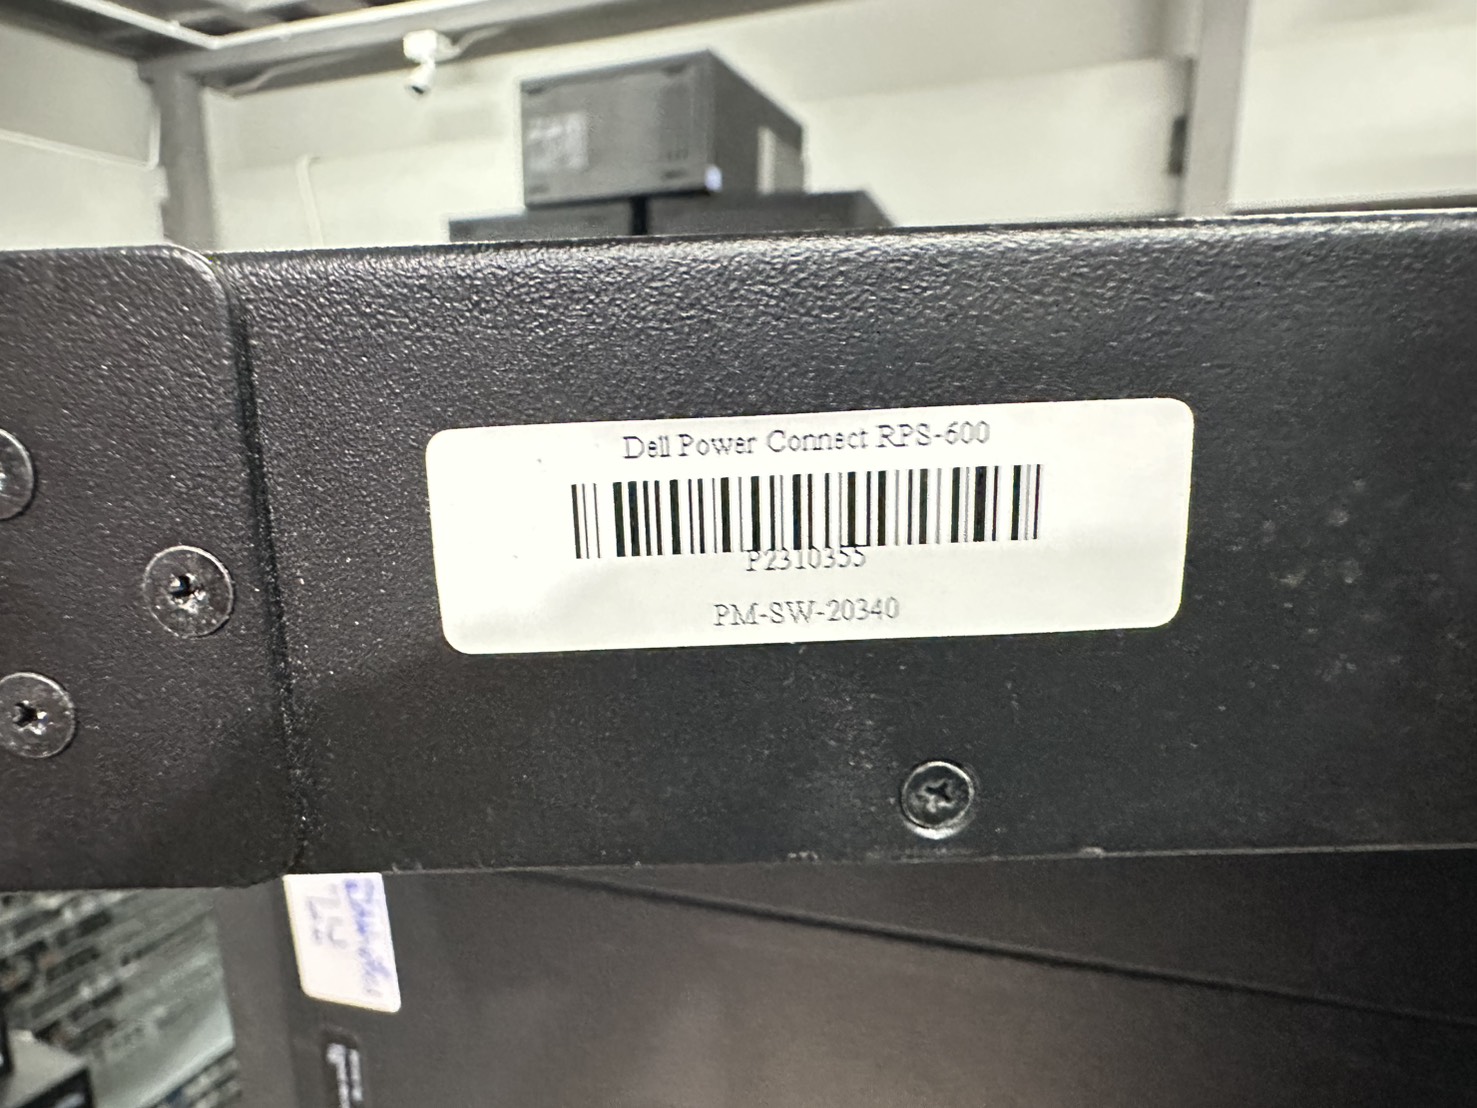 Dell Power Connect RPS-600
P2310355
PM-SW-20340